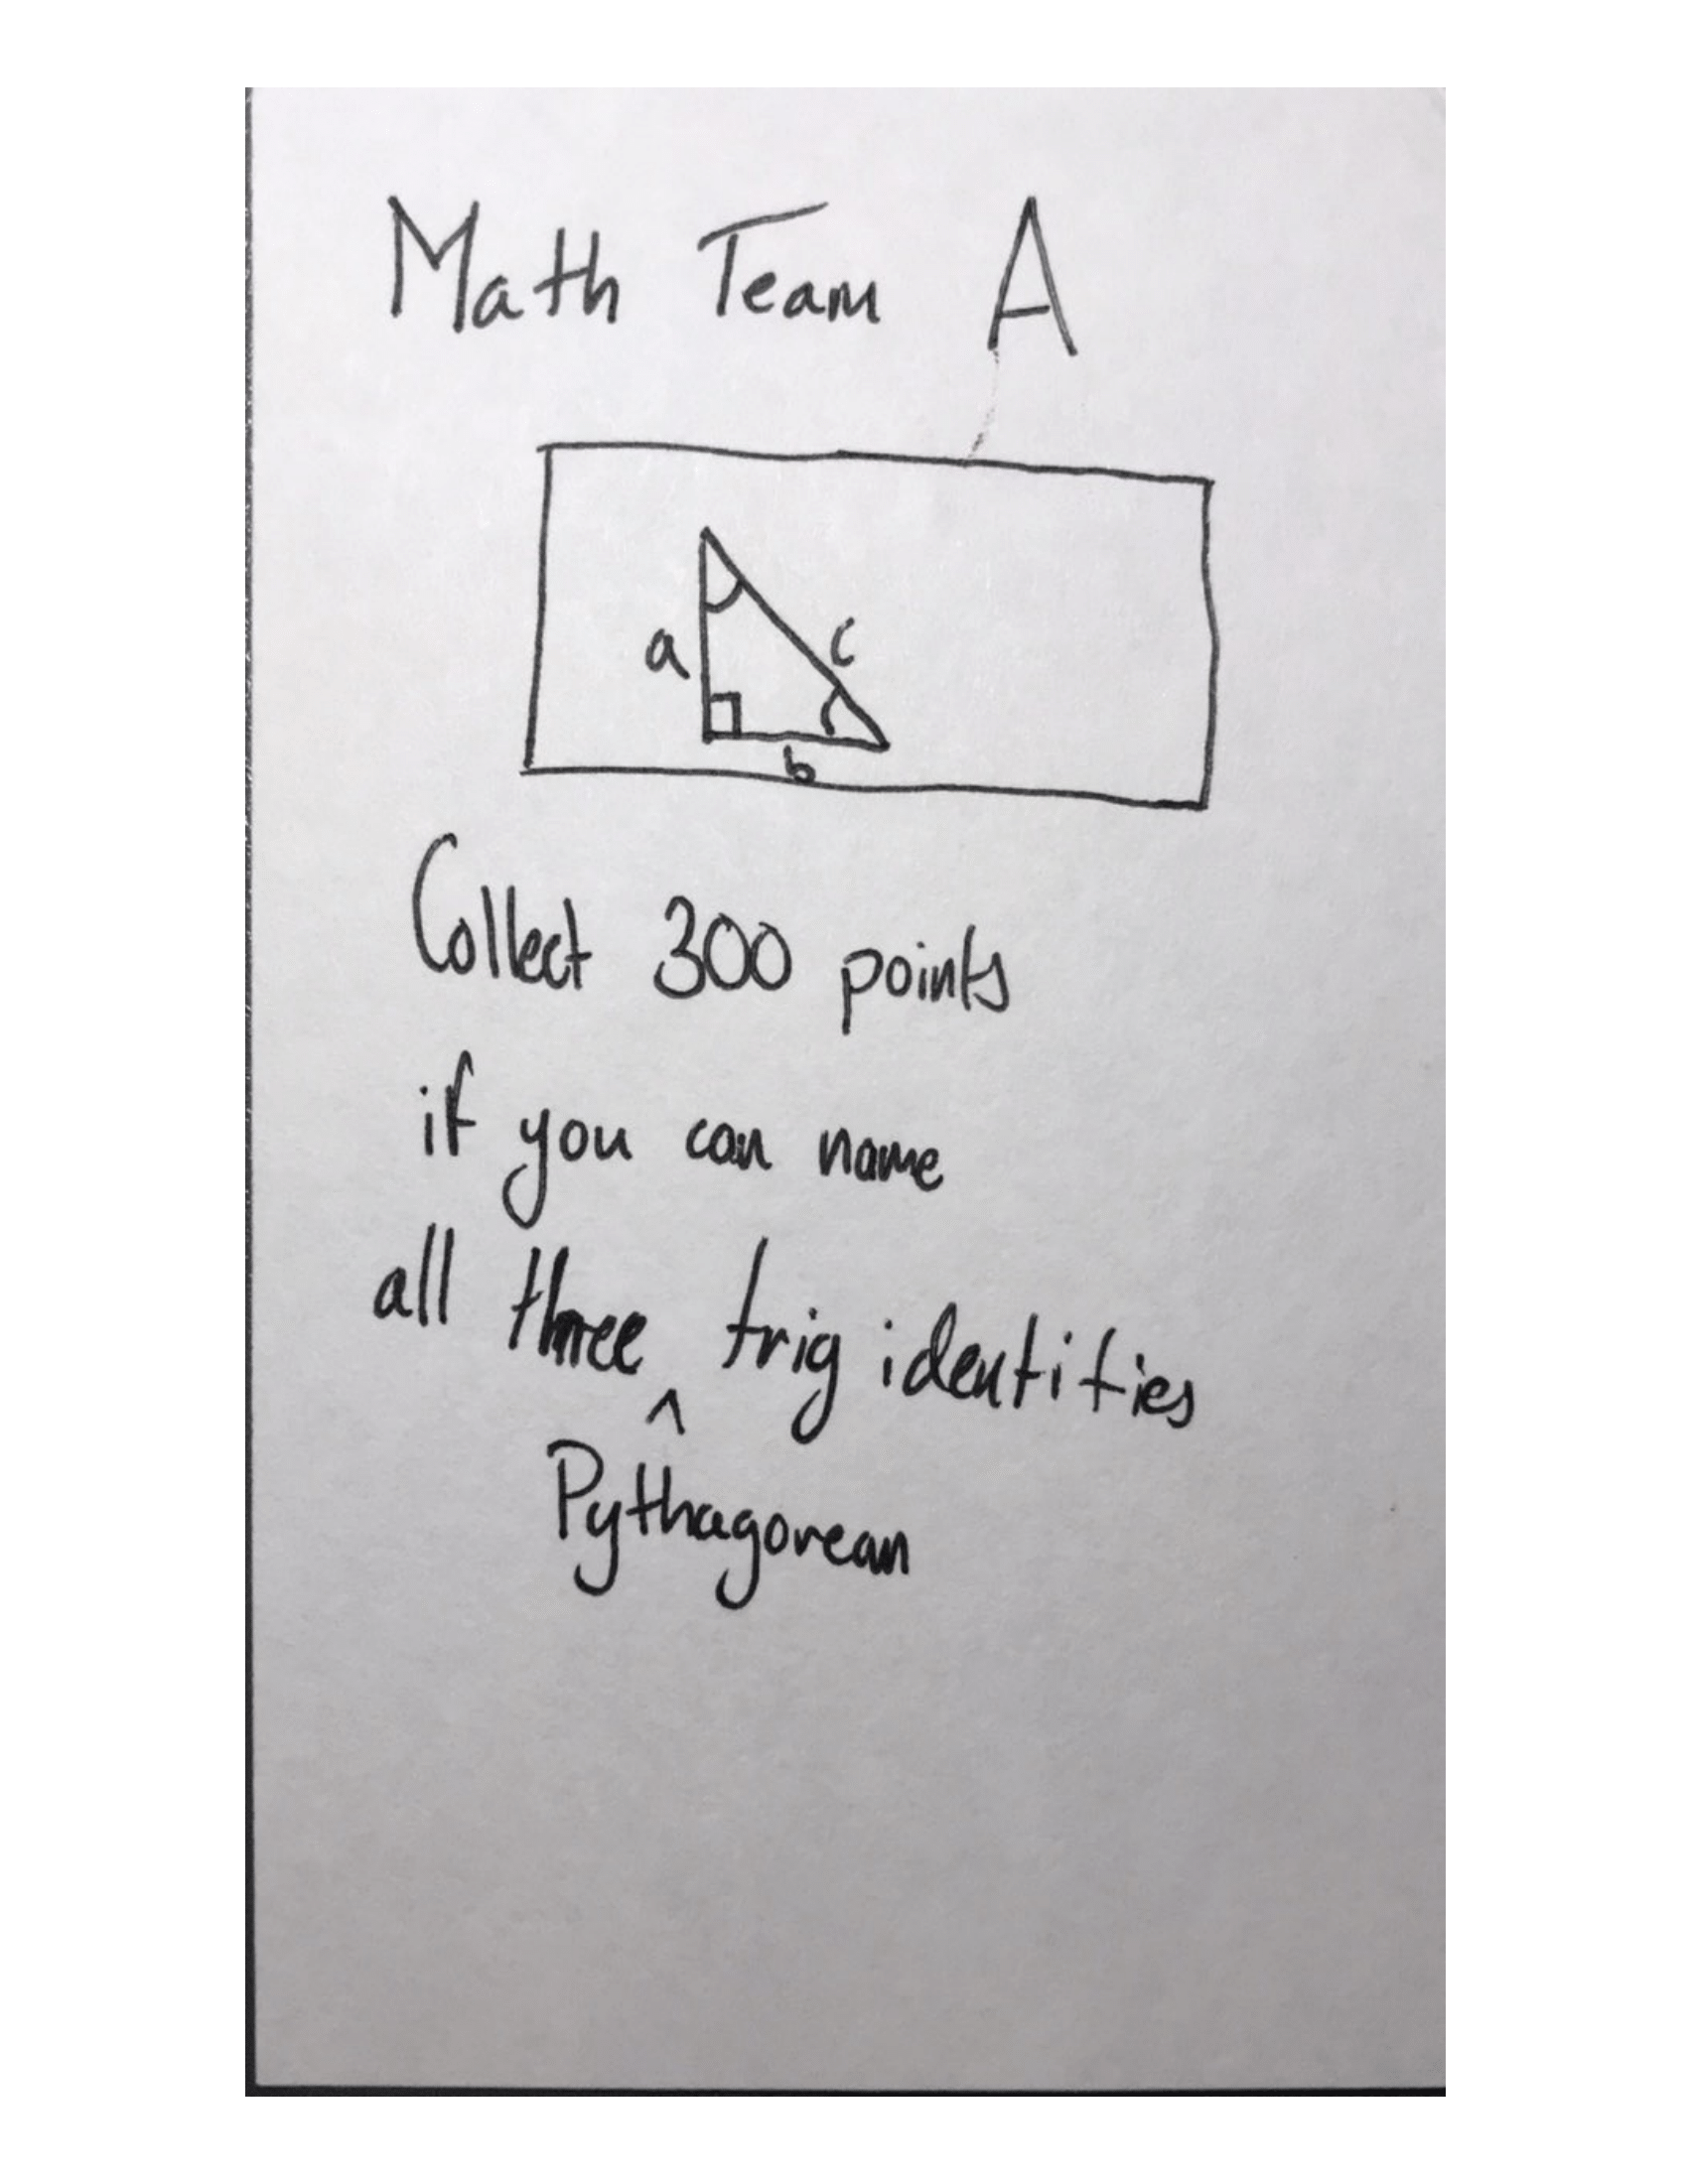 Math Team A
a
c
b
Collect 300 points
if you can name
all three trig identities
^
Pythagorean